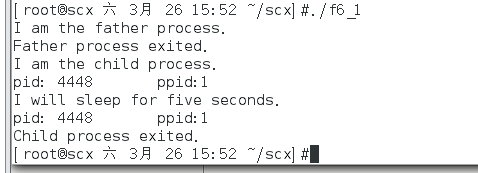 [root@scx 六 3月 26 15:52 ~/scx]#./f6_1
I am the father process.
Father process exited.
I am the child process.
pid: 4448 ppid:1
I will sleep for five seconds.
pid: 4448 ppid:1
Child process exited.
[root@scx 六 3月 26 15:52 ~/scx]#